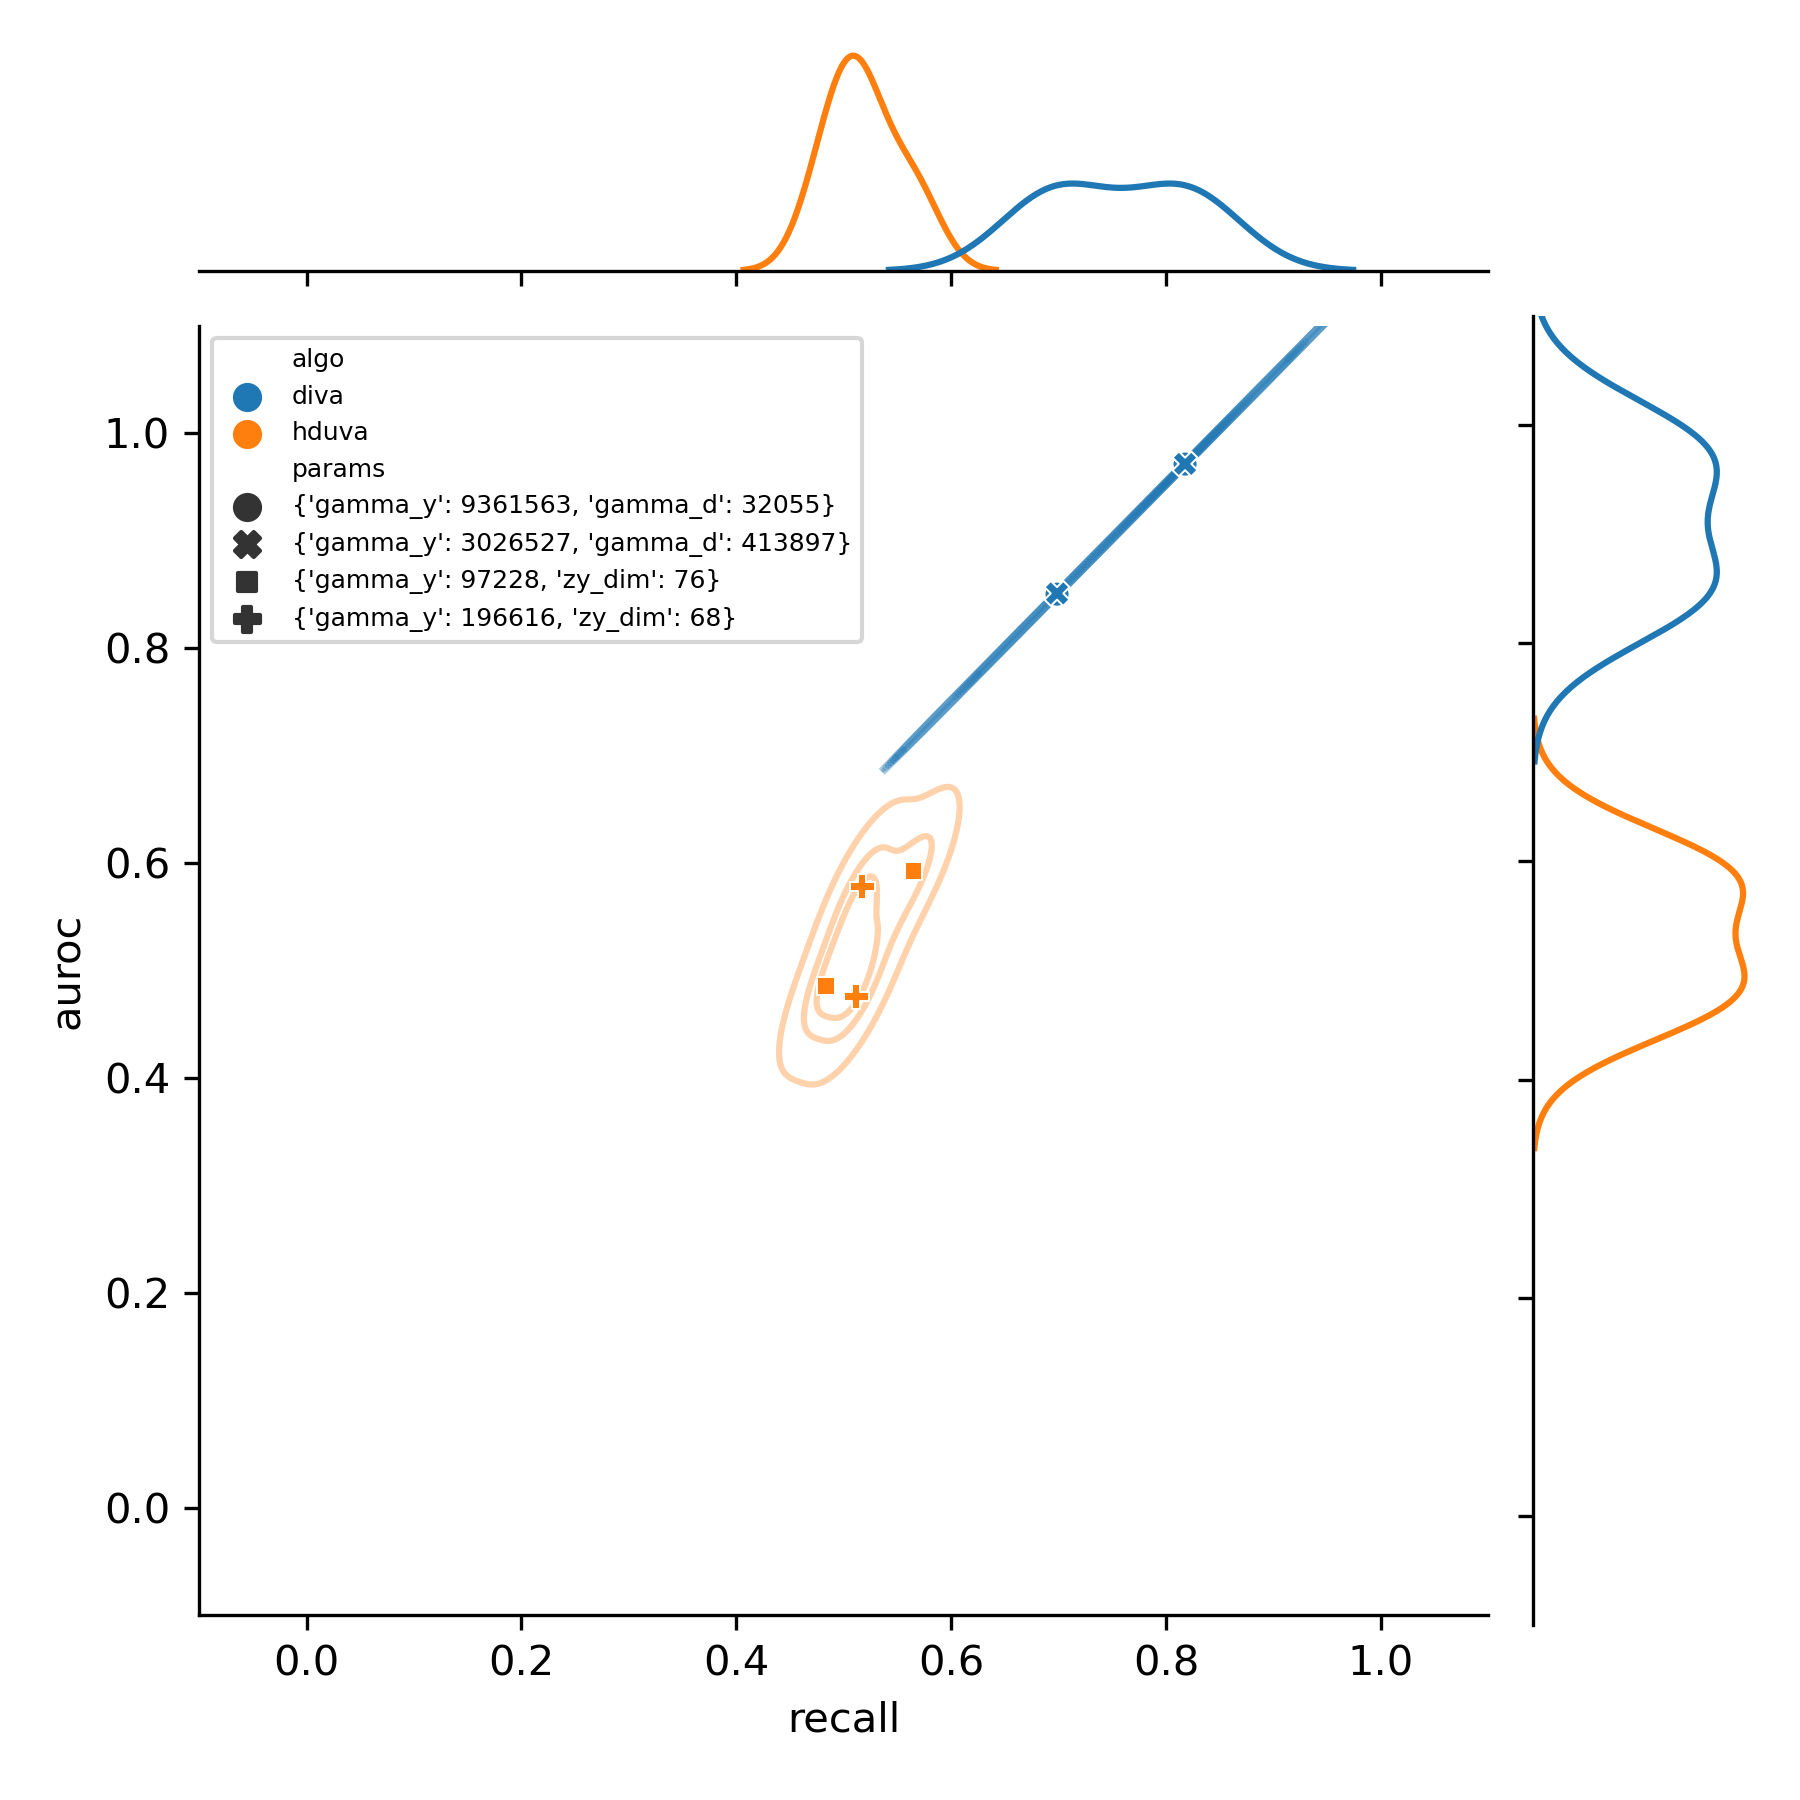 algo
diva
hduva
params
{'gamma_y': 9361563, 'gamma_d': 32055}
{'gamma_y': 3026527, 'gamma_d': 413897}
{'gamma_y': 97228, 'zy_dim': 76}
{'gamma_y': 196616, 'zy_dim': 68}
1.0
0.8
0.6
0.4
0.2
0.0
auroc
0.0 0.2 0.4 0.6 0.8 1.0
recall